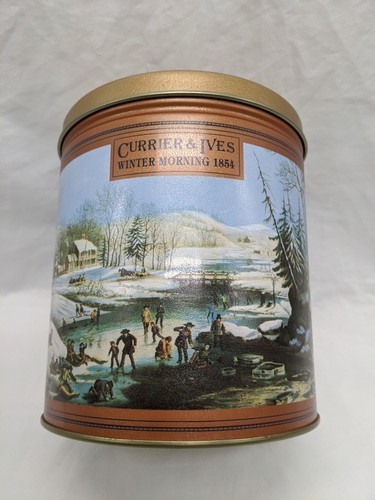 CURRIER & IVES
WINTER MORNING 1854